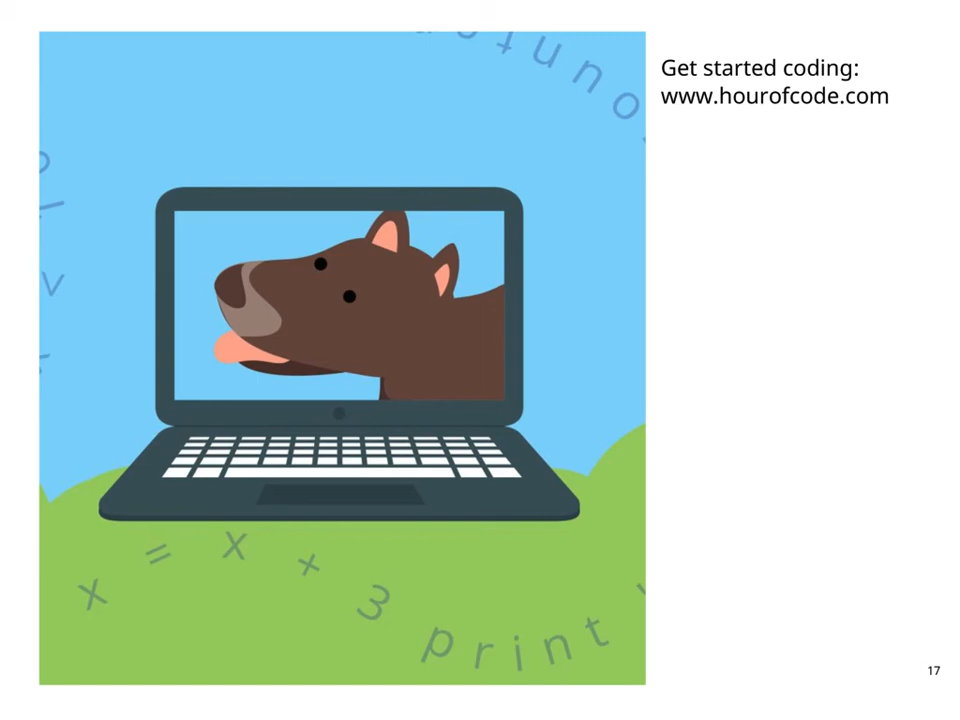 Get started coding:
www.hourofcode.com
x = x + 3 print
17